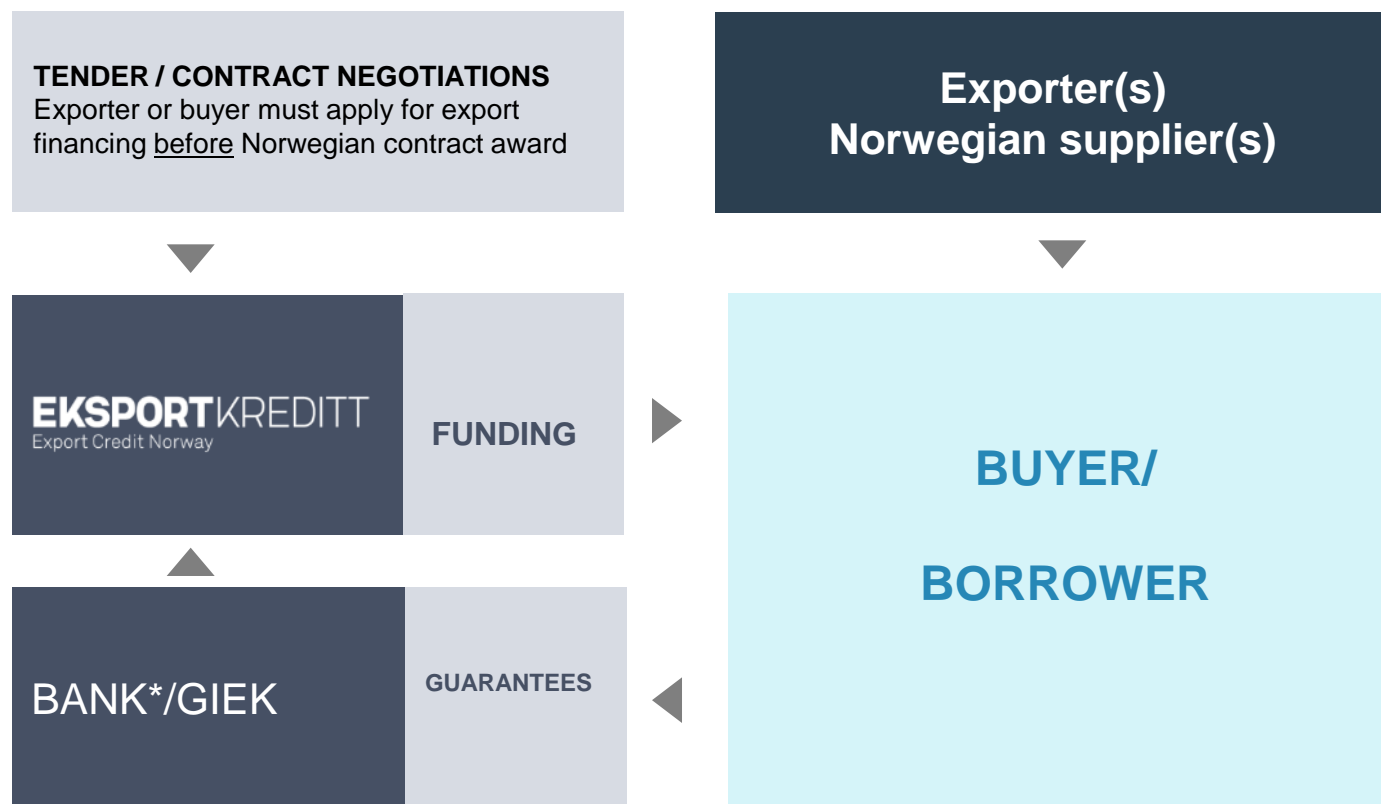 TENDER / CONTRACT NEGOTIATIONS
Exporter or buyer must apply for export
financing before Norwegian contract award
Exporter(s)
Norwegian supplier(s)
EKSPORTKREDITT
Export Credit Norway
FUNDING
BUYER/
BORROWER
BANK*/GIEK
GUARANTEES